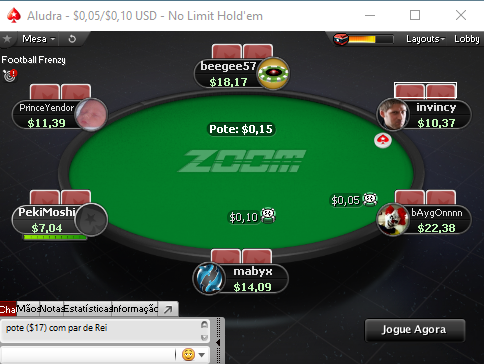 Aludra - $0,05/$0,10 USD - No Limit Hold'em
Mesa
Layouts
Lobby
Football Frenzy
beegee57
$18,17
PrinceYendor
$11,39
invincy
$10,37
Pote: $0,15
ZOOM
PekiMoshi
$7,04
$0,10
$0,05
bAygOnnnn
$22,38
mabyx
$14,09
Cha Mãos Notas Estatísticas Informação
pote ($17) com par de Rei
Jogue Agora